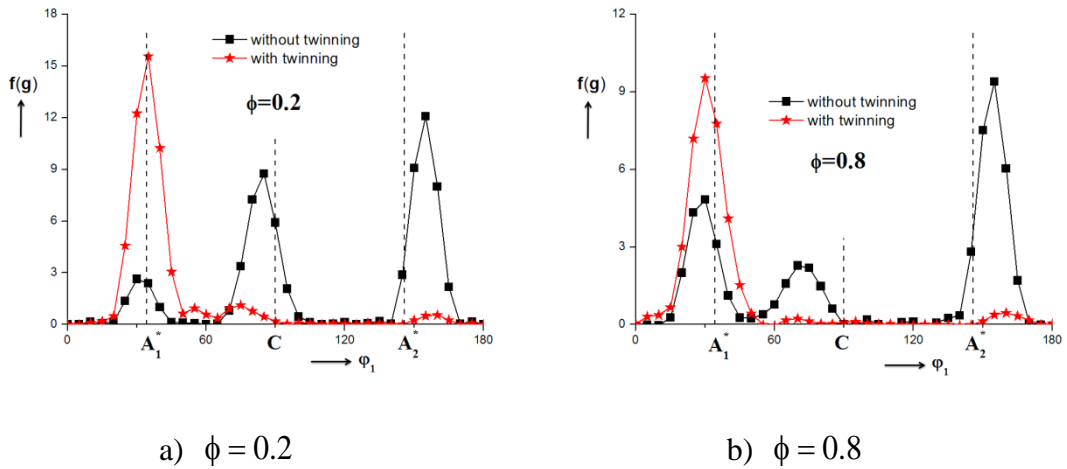 18
15
12
9
6
3
0
f(g)
without twinning
with twinning
ϕ=0.2
0
60
120
180
A₁*
C
A₂*
φ₁
12
9
6
3
0
f(g)
without twinning
with twinning
ϕ=0.8
0
60
120
180
A₁*
C
A₂*
φ₁
a) ϕ = 0.2
b) ϕ = 0.8